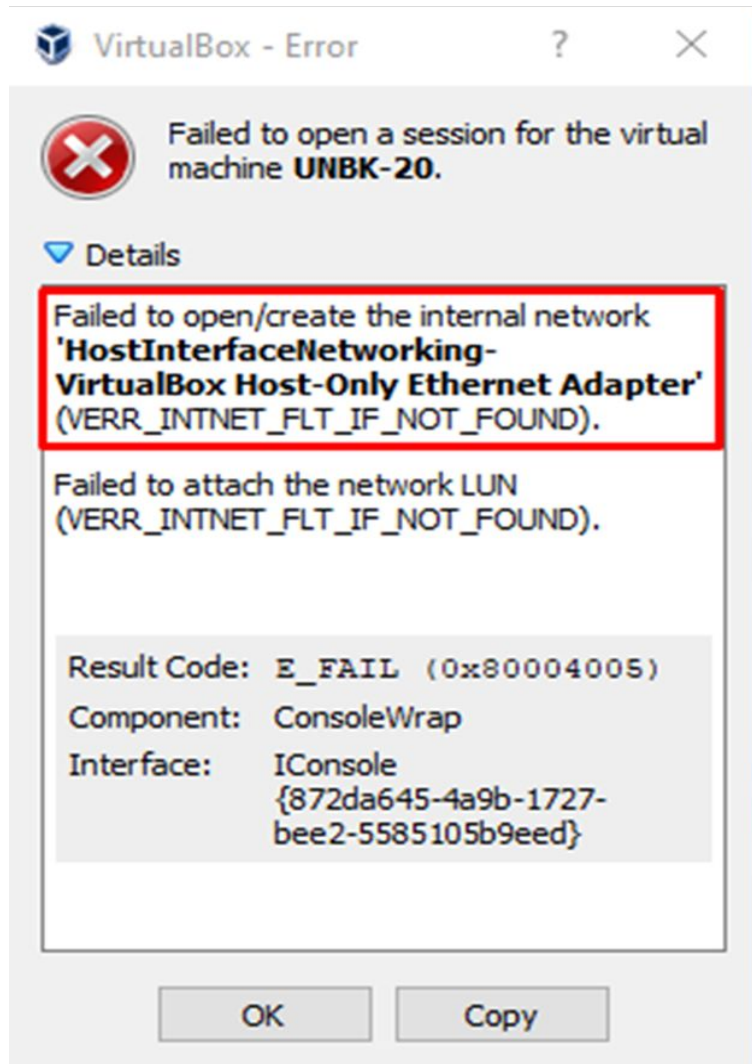 VirtualBox - Error ? ×
Failed to open a session for the virtual
machine UNBK-20.
Details
Failed to open/create the internal network
'HostInterfaceNetworking-
VirtualBox Host-Only Ethernet Adapter'
(VERR_INTNET_FLT_IF_NOT_FOUND).
Failed to attach the network LUN
(VERR_INTNET_FLT_IF_NOT_FOUND).
Result Code: E_FAIL (0x80004005)
Component: ConsoleWrap
Interface: IConsole
{872da645-4a9b-1727-
bee2-5585105b9eed}
OK Copy